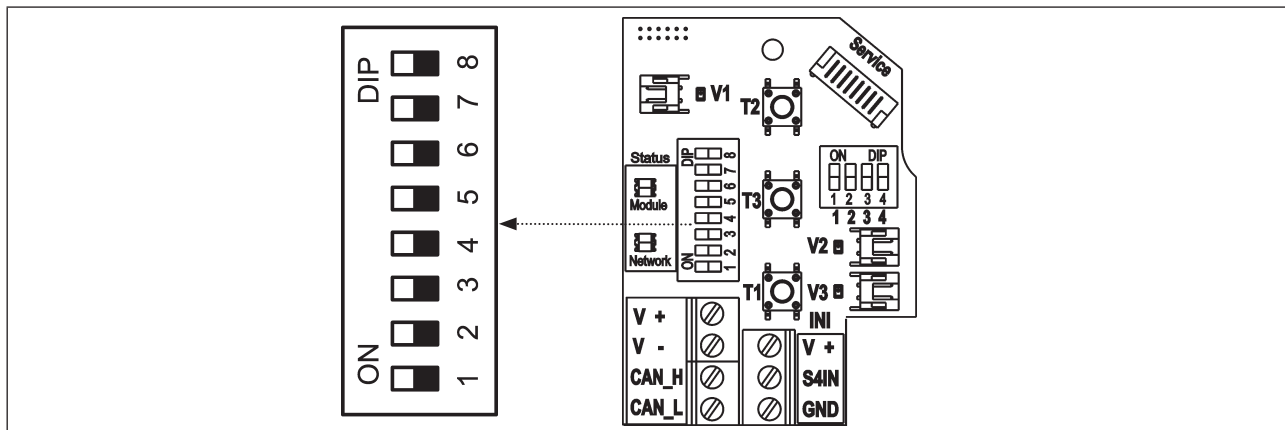 DIP
8
7
6
5
4
3
2
1
ON
Service
V1
T2
Status
Module
Network
DIP
8
7
6
5
4
3
2
1
ON
T3
ON DIP
1 2 3 4
1 2 3 4
V2
T1
V3
INI
V +
V -
CAN_H
CAN_L
V +
S4IN
GND